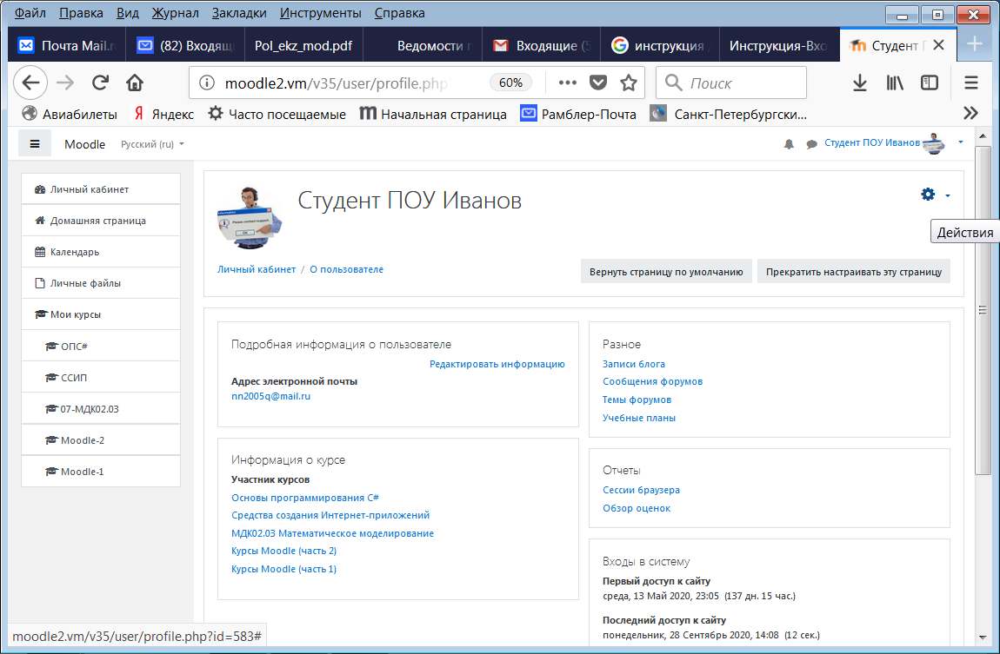 Файл Правка Вид Журнал Закладки Инструменты Справка
Почта Mail.r (82) Входящ Pol_ekz_mod.pdf Ведомости Входящие инструкция Инструкция-Вхо Студент
moodle2.vm/v35/user/profile.php 60% Поиск
Авиабилеты Яндекс Часто посещаемые Начальная страница Рамблер-Почта Санкт-Петербургски...
Moodle Русский (ru) Студент ПОУ Иванов
Личный кабинет
Домашняя страница
Календарь
Личные файлы
Мои курсы
ОПС#
ССИП
07-МДК02.03
Moodle-2
Moodle-1
Студент ПОУ Иванов
Действия
Личный кабинет / О пользователе
Вернуть страницу по умолчанию Прекратить настраивать эту страницу
Подробная информация о пользователе
Редактировать информацию
Адрес электронной почты
nn2005q@mail.ru
Информация о курсе
Участник курсов
Основы программирования C#
Средства создания Интернет-приложений
МДК02.03 Математическое моделирование
Курсы Moodle (часть 2)
Курсы Moodle (часть 1)
Разное
Записи блога
Сообщения форумов
Темы форумов
Учебные планы
Отчеты
Сессии браузера
Обзор оценок
Входы в систему
Первый доступ к сайту
среда, 13 Май 2020, 23:05 (137 дн. 15 час.)
Последний доступ к сайту
понедельник, 28 Сентябрь 2020, 14:08 (12 сек.)
moodle2.vm/v35/user/profile.php?id=583#